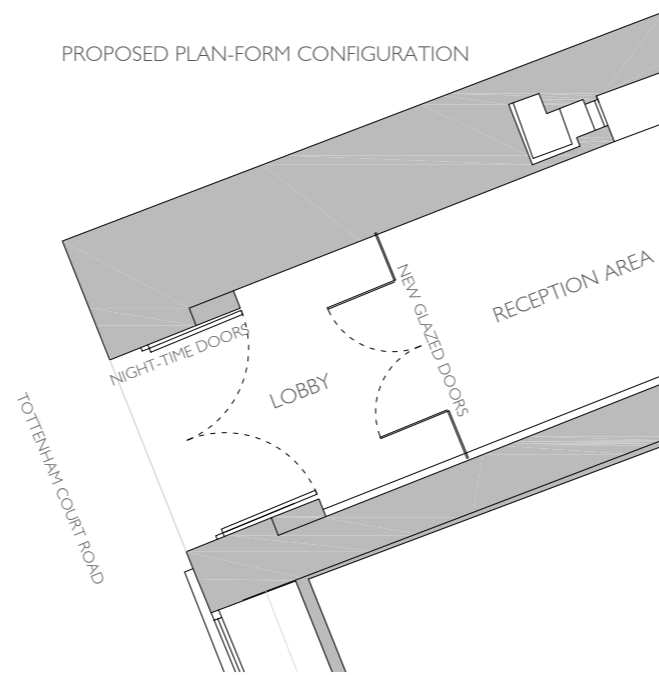 PROPOSED PLAN-FORM CONFIGURATION
RECEPTION AREA
NEW GLAZED DOORS
NIGHT-TIME DOORS
LOBBY
TOTTENHAM COURT ROAD